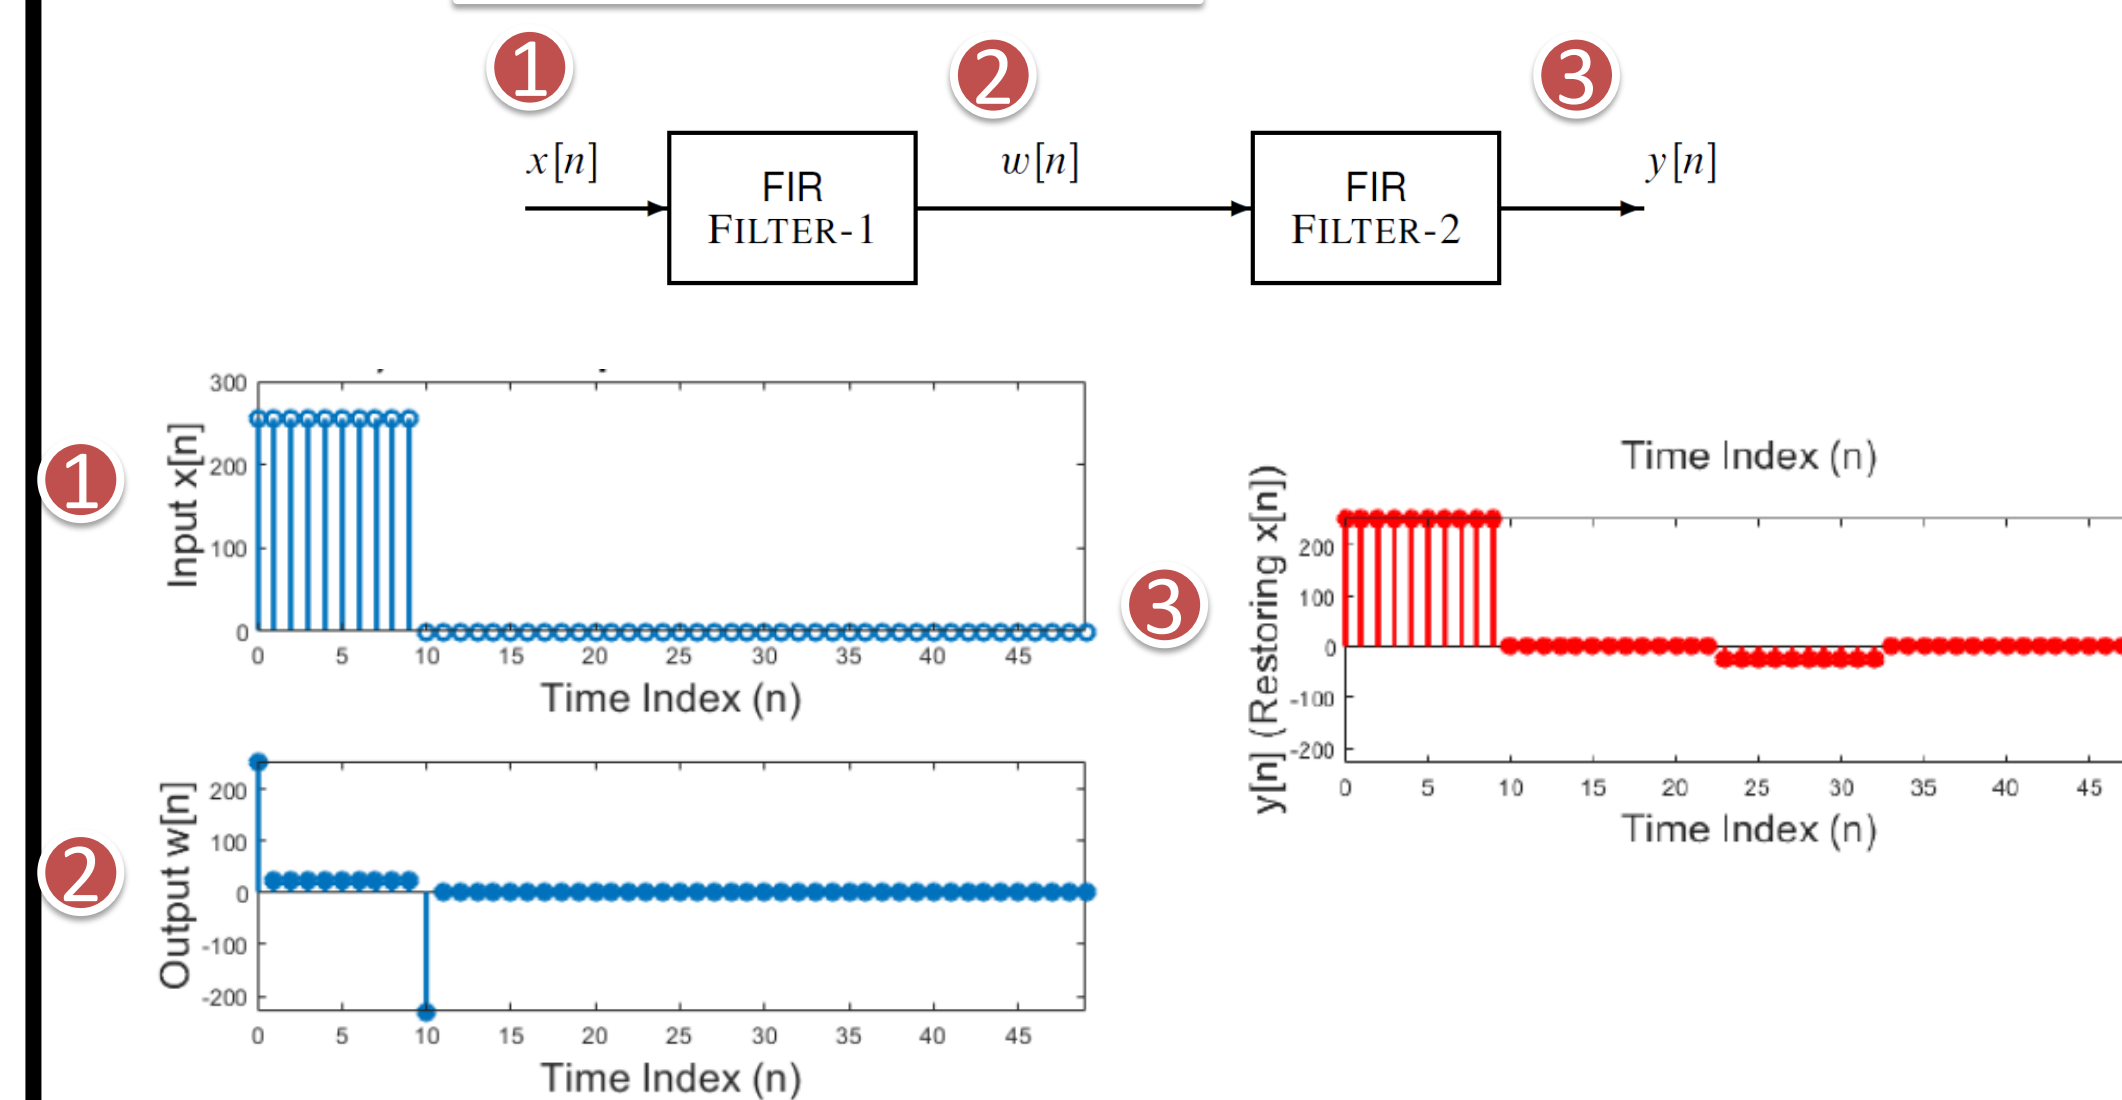 1
2
3
x[n]
w[n]
y[n]
FIR
FILTER-1
FIR
FILTER-2
1
Input x[n]
300
200
100
0
0 5 10 15 20 25 30 35 40 45
Time Index (n)
2
Output w[n]
200
100
0
-100
-200
0 5 10 15 20 25 30 35 40 45
Time Index (n)
3
Time Index (n)
y[n] (Restoring x[n])
200
100
0
-100
-200
0 5 10 15 20 25 30 35 40 45
Time Index (n)